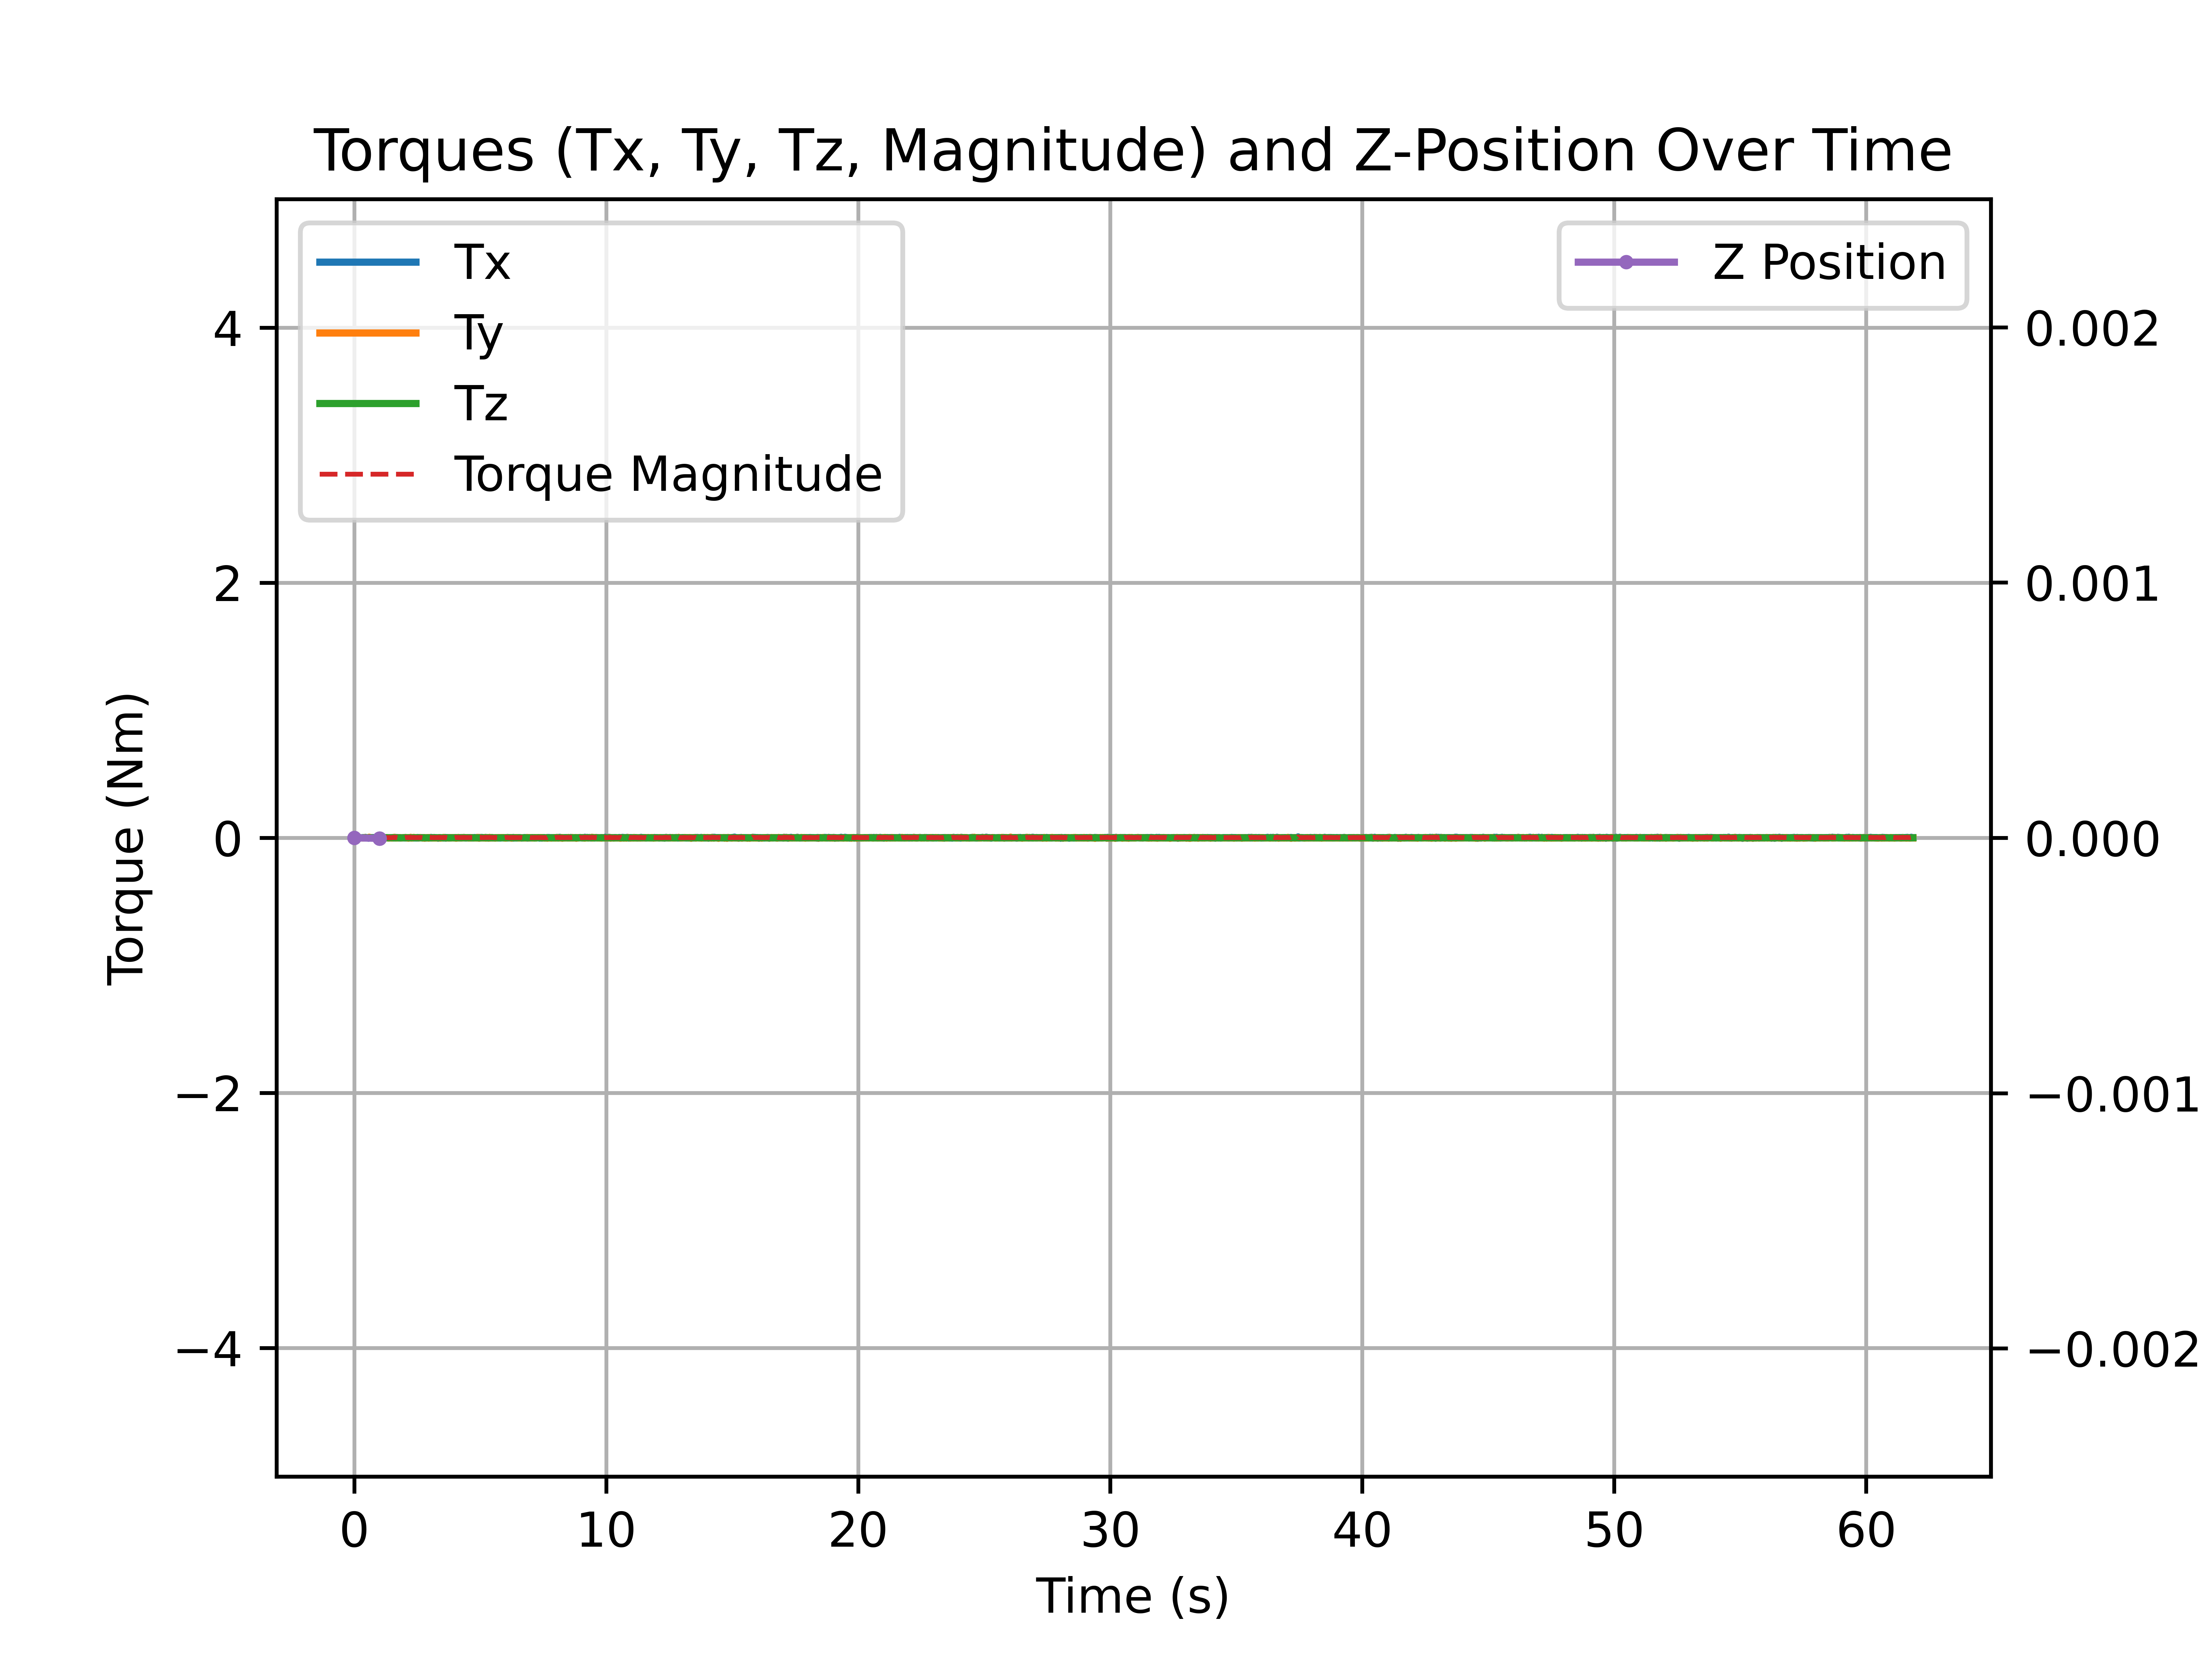 Torques (Tx, Ty, Tz, Magnitude) and Z-Position Over Time
Tx
Ty
Tz
Torque Magnitude
Z Position
4
2
0
−2
−4
Torque (Nm)
0.002
0.001
0.000
−0.001
−0.002
0 10 20 30 40 50 60
Time (s)